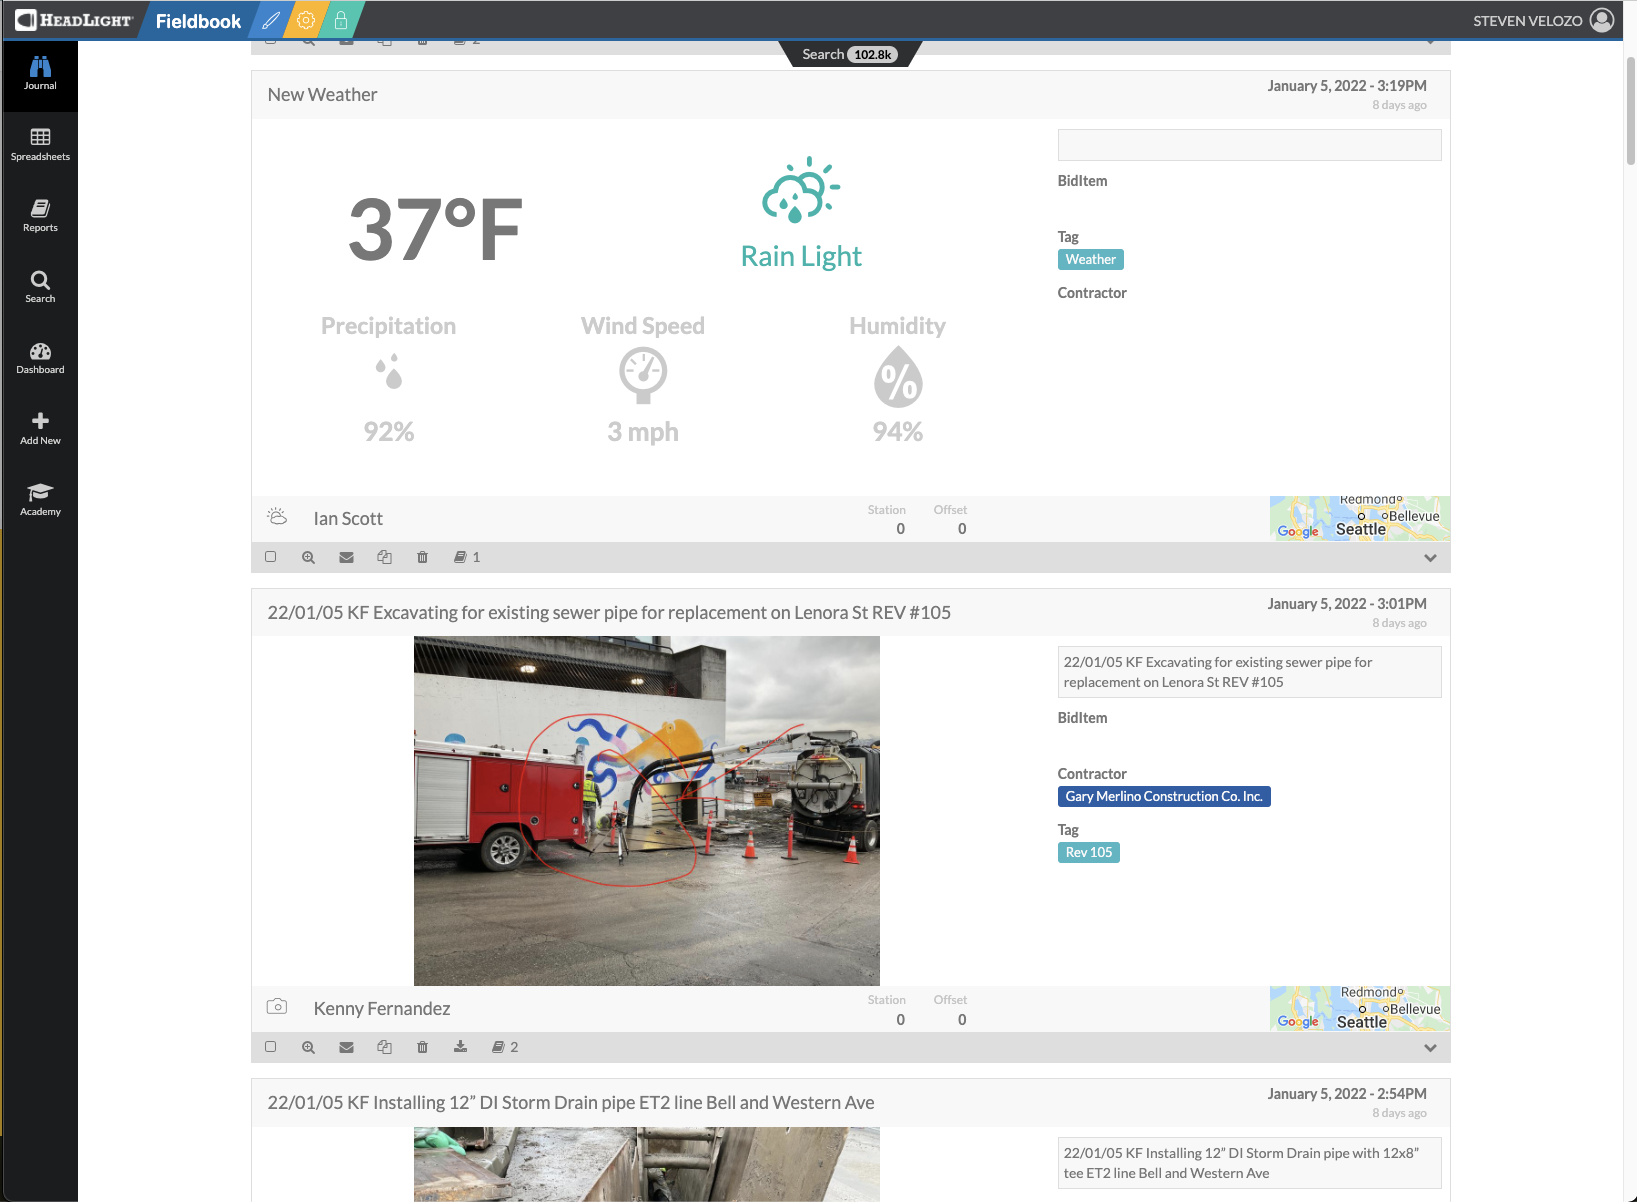 HEADLIGHT
Fieldbook
STEVEN VELOZO
Search 102.8k
Journal
Spreadsheets
Reports
Search
Dashboard
Add New
Academy
2
New Weather
January 5, 2022 - 3:19PM
8 days ago
37°F
Rain Light
Precipitation
Wind Speed
Humidity
%
92%
3 mph
94%
BidItem
Tag
Weather
Contractor
Ian Scott
Station
0
Offset
0
Redmond
Bellevue
Google
Seattle
1
22/01/05 KF Excavating for existing sewer pipe for replacement on Lenora St REV #105
January 5, 2022 - 3:01PM
8 days ago
22/01/05 KF Excavating for existing sewer pipe for
replacement on Lenora St REV #105
BidItem
Contractor
Gary Merlino Construction Co. Inc.
Tag
Rev 105
Kenny Fernandez
Station
0
Offset
0
Redmond
Bellevue
Google
Seattle
2
22/01/05 KF Installing 12” DI Storm Drain pipe ET2 line Bell and Western Ave
January 5, 2022 - 2:54PM
8 days ago
22/01/05 KF Installing 12” DI Storm Drain pipe with 12x8”
tee ET2 line Bell and Western Ave